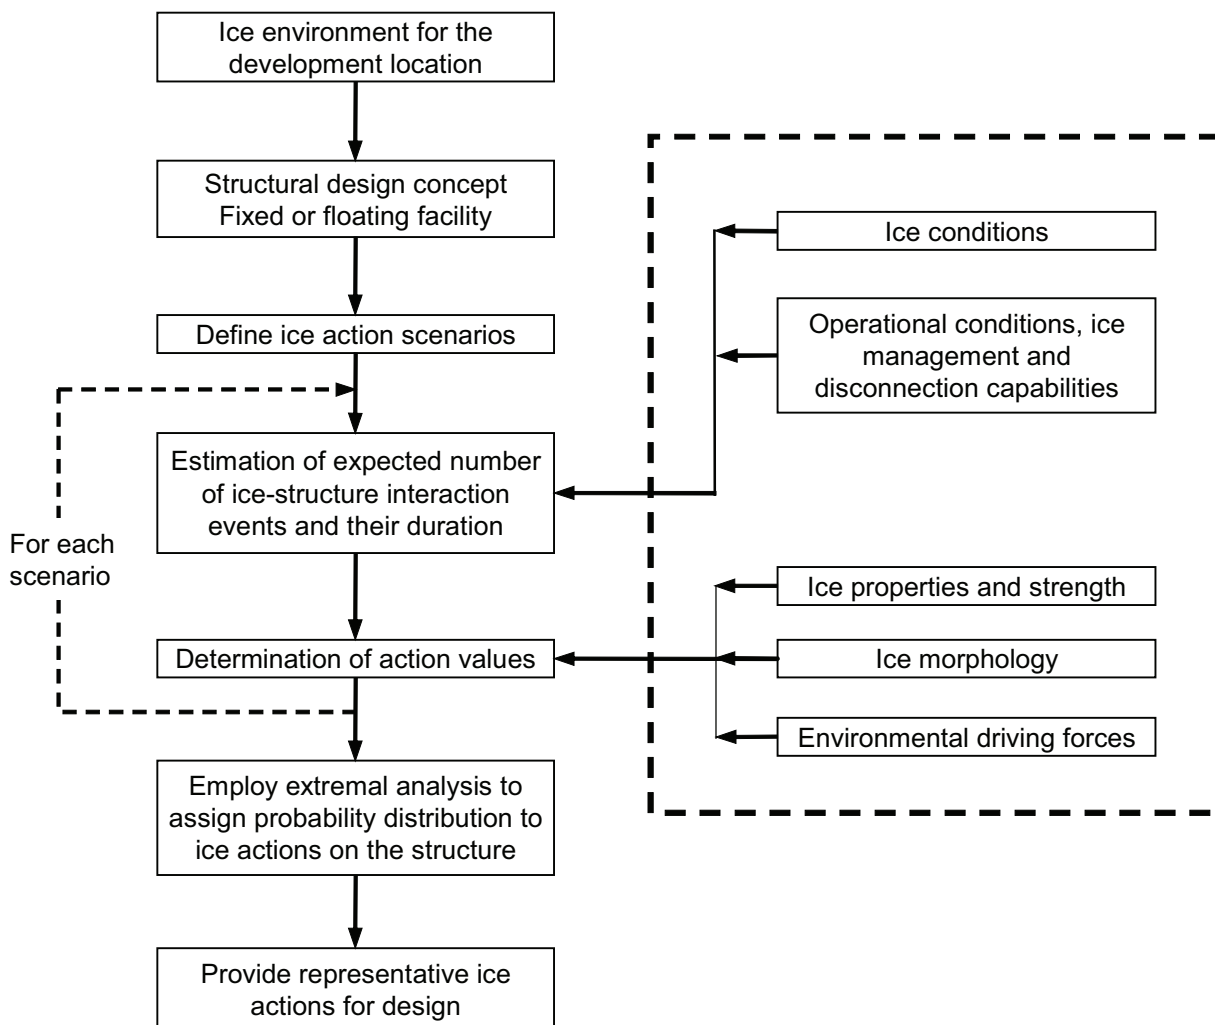 Ice environment for the
development location
Structural design concept
Fixed or floating facility
Define ice action scenarios
Estimation of expected number
of ice-structure interaction
events and their duration
For each
scenario
Determination of action values
Employ extremal analysis to
assign probability distribution to
ice actions on the structure
Provide representative ice
actions for design
Ice conditions
Operational conditions, ice
management and
disconnection capabilities
Ice properties and strength
Ice morphology
Environmental driving forces